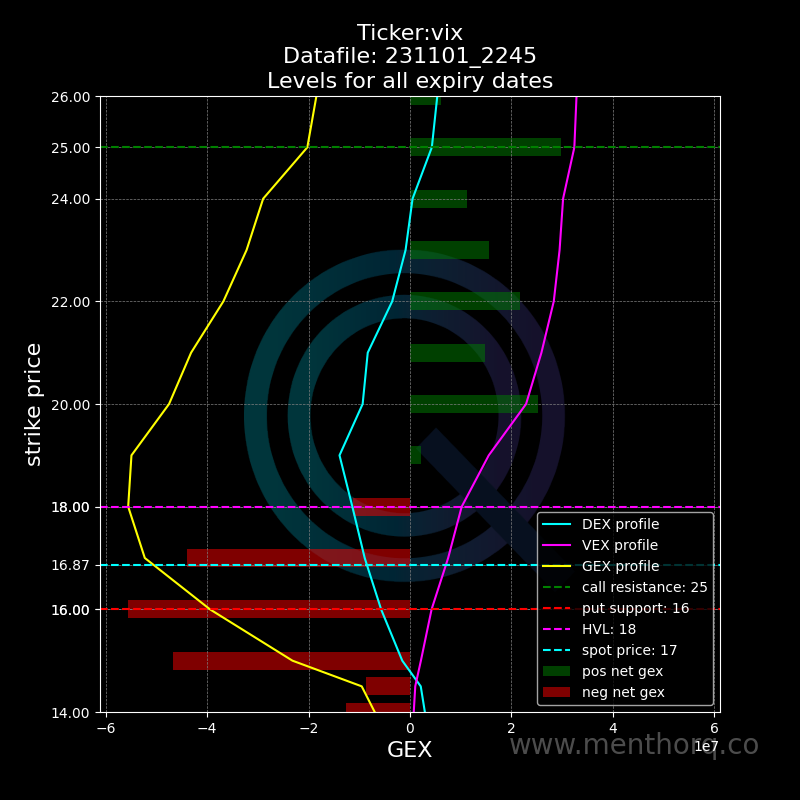 Ticker:vix
Datafile: 231101_2245
Levels for all expiry dates
26.00
25.00
24.00
22.00
20.00
18.00
16.87
16.00
14.00
strike price
DEX profile
VEX profile
GEX profile
call resistance: 25
put support: 16
HVL: 18
spot price: 17
pos net gex
neg net gex
−6 −4 −2 0 2 4 6
1e7
GEX
www.menthorq.co